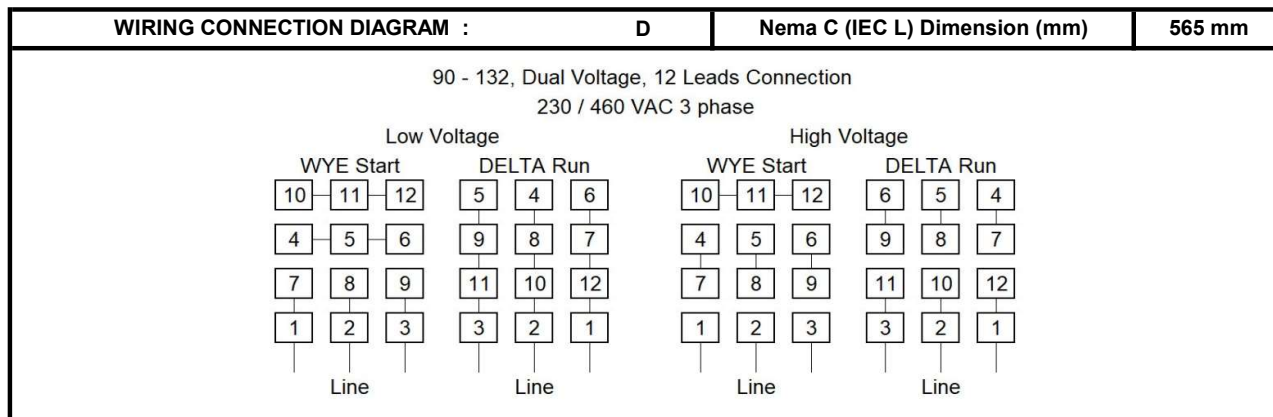 WIRING CONNECTION DIAGRAM : D Nema C (IEC L) Dimension (mm) 565 mm
90 - 132, Dual Voltage, 12 Leads Connection
230 / 460 VAC 3 phase
Low Voltage High Voltage
WYE Start DELTA Run WYE Start DELTA Run
10 11 12 5 4 6 10 11 12 6 5 4
4 5 6 9 8 7 4 5 6 9 8 7
7 8 9 11 10 12 7 8 9 11 10 12
1 2 3 3 2 1 1 2 3 3 2 1
Line Line Line Line